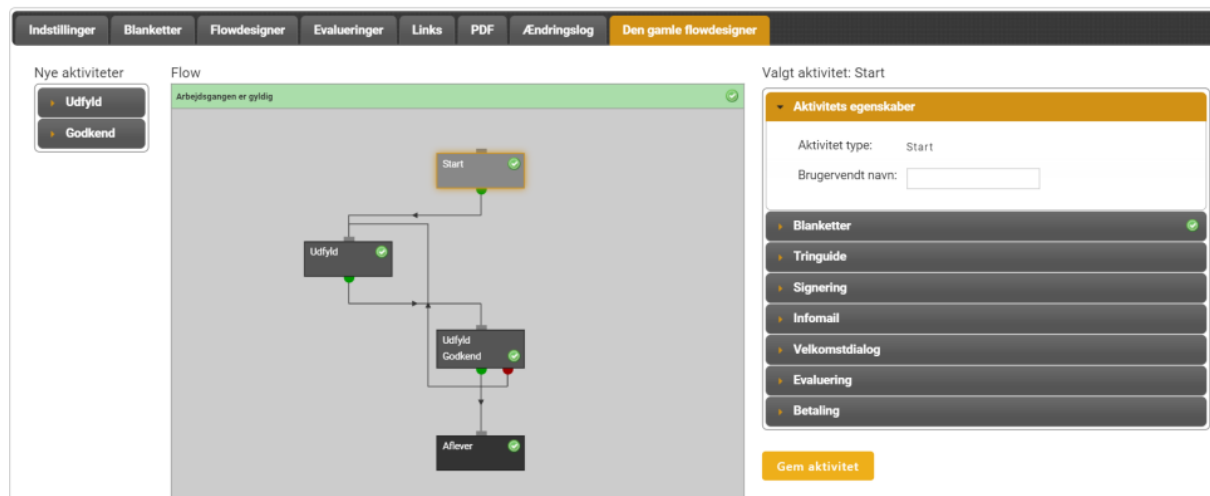 Indstillinger Blanketter Flowdesigner Evalueringer Links PDF Ændringslog Den gamle flowdesigner
Nye aktiviteter
Udfyld
Godkend
Flow
Arbejdsgangen er gyldig
Start
Udfyld
Udfyld
Godkend
Aflever
Valgt aktivitet: Start
Aktivitets egenskaber
Aktivitet type: Start
Brugervendt navn:
Blanketter
Tringuide
Signering
Infomail
Velkomstdialog
Evaluering
Betaling
Gem aktivitet